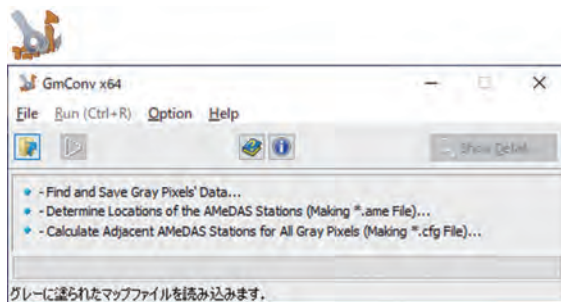 GmConv x64
File Run (Ctrl+R) Option Help
Show Detail...
- Find and Save Gray Pixels' Data...
- Determine Locations of the AMeDAS Stations (Making *.ame File)...
- Calculate Adjacent AMeDAS Stations for All Gray Pixels (Making *.cfg File)...
グレーに塗られたマップファイルを読み込みます.